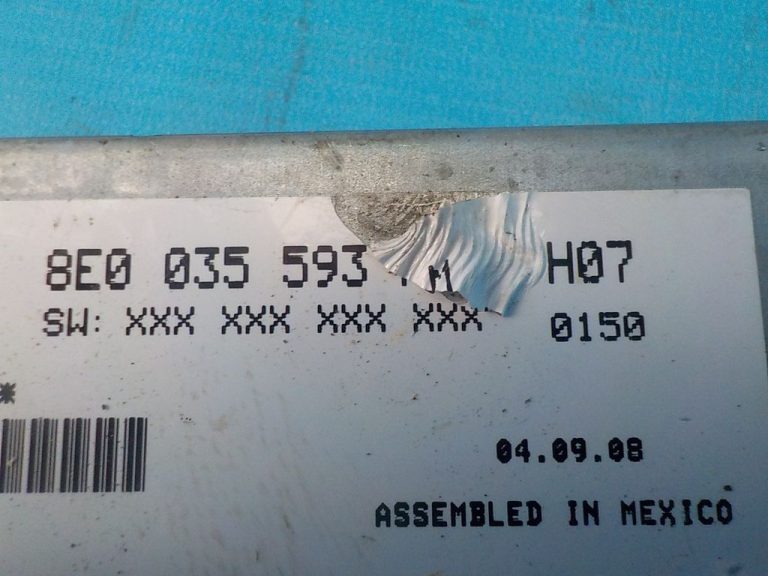 8E0 035 593 H07
SW: XXX XXX XXX XXX 0150
*
04.09.08
ASSEMBLED IN MEXICO